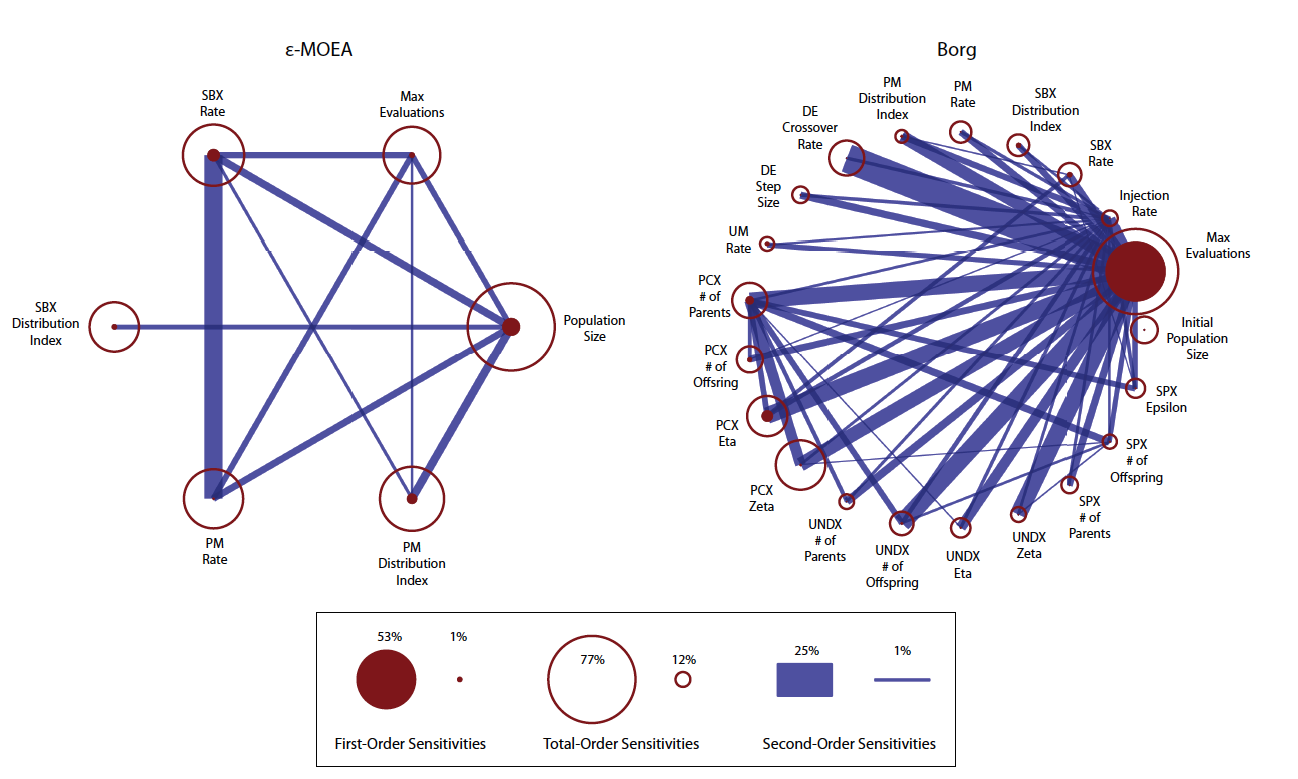 ε-MOEA
SBX
Rate
Max
Evaluations
SBX
Distribution
Index
Population
Size
PM
Rate
PM
Distribution
Index
Borg
PM
Distribution
Index
PM
Rate
SBX
Distribution
Index
DE
Crossover
Rate
SBX
Rate
DE
Step
Size
Injection
Rate
UM
Rate
Max
Evaluations
PCX
# of
Parents
Initial
Population
Size
PCX
# of
Offsring
SPX
Epsilon
PCX
Eta
SPX
# of
Offspring
PCX
Zeta
SPX
# of
Parents
UNDX
# of
Parents
UNDX
# of
Offspring
UNDX
Eta
UNDX
Zeta
53%
1%
77%
12%
25%
1%
First-Order Sensitivities
Total-Order Sensitivities
Second-Order Sensitivities